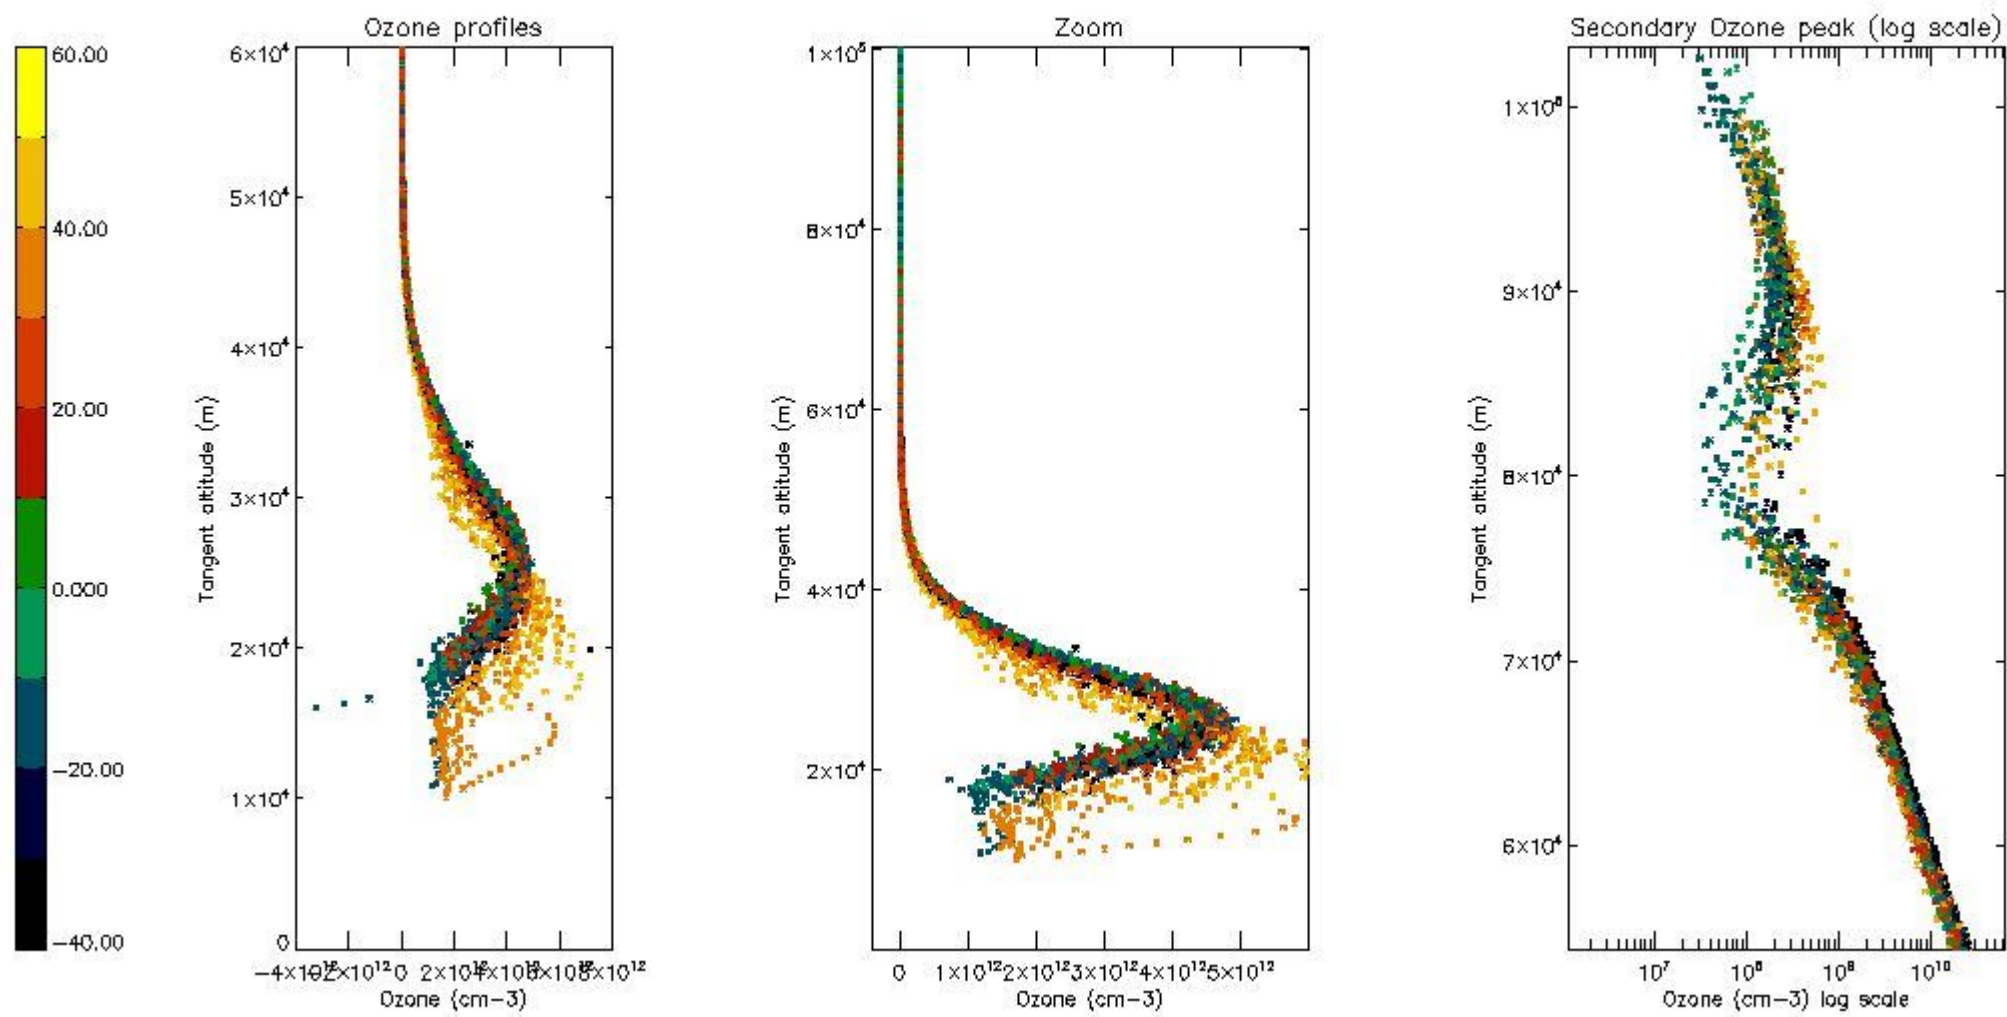 Ozone profiles
Zoom
Secondary Ozone peak (log scale)
60.00
40.00
20.00
0.000
−20.00
−40.00
6×10⁴
5×10⁴
4×10⁴
3×10⁴
2×10⁴
1×10⁴
0
Tangent altitude (m)
0
Ozone (cm−3)
1×10⁵
8×10⁴
6×10⁴
4×10⁴
2×10⁴
Tangent altitude (m)
0 1×10¹² 2×10¹² 3×10¹² 4×10¹² 5×10¹²
Ozone (cm−3)
9×10⁴
8×10⁴
7×10⁴
6×10⁴
Tangent altitude (m)
10⁷ 10⁸ 10⁹ 10¹⁰
Ozone (cm−3) log scale